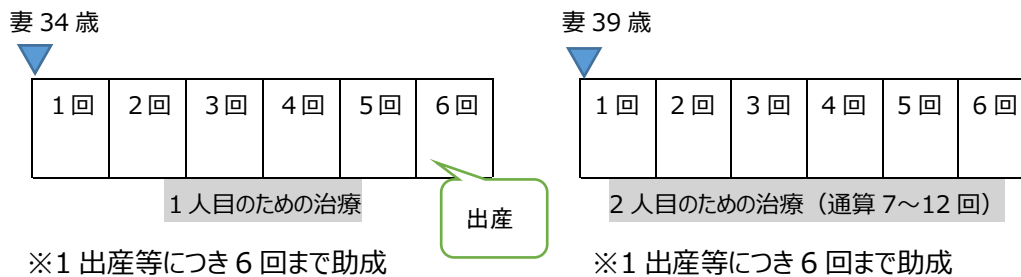 妻 34 歳
妻 39 歳
1回 2回 3回 4回 5回 6回
1回 2回 3回 4回 5回 6回
1 人目のための治療
出産
2 人目のための治療（通算 7～12 回）
※1 出産等につき 6 回まで助成
※1 出産等につき 6 回まで助成